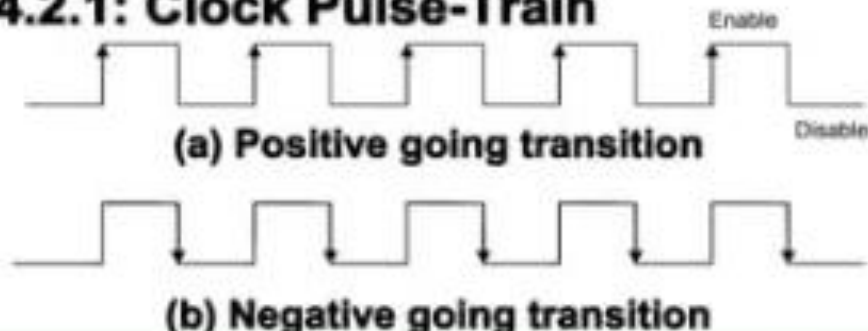 4.2.1: Clock Pulse-Train
Enable
(a) Positive going transition
Disable
(b) Negative going transition